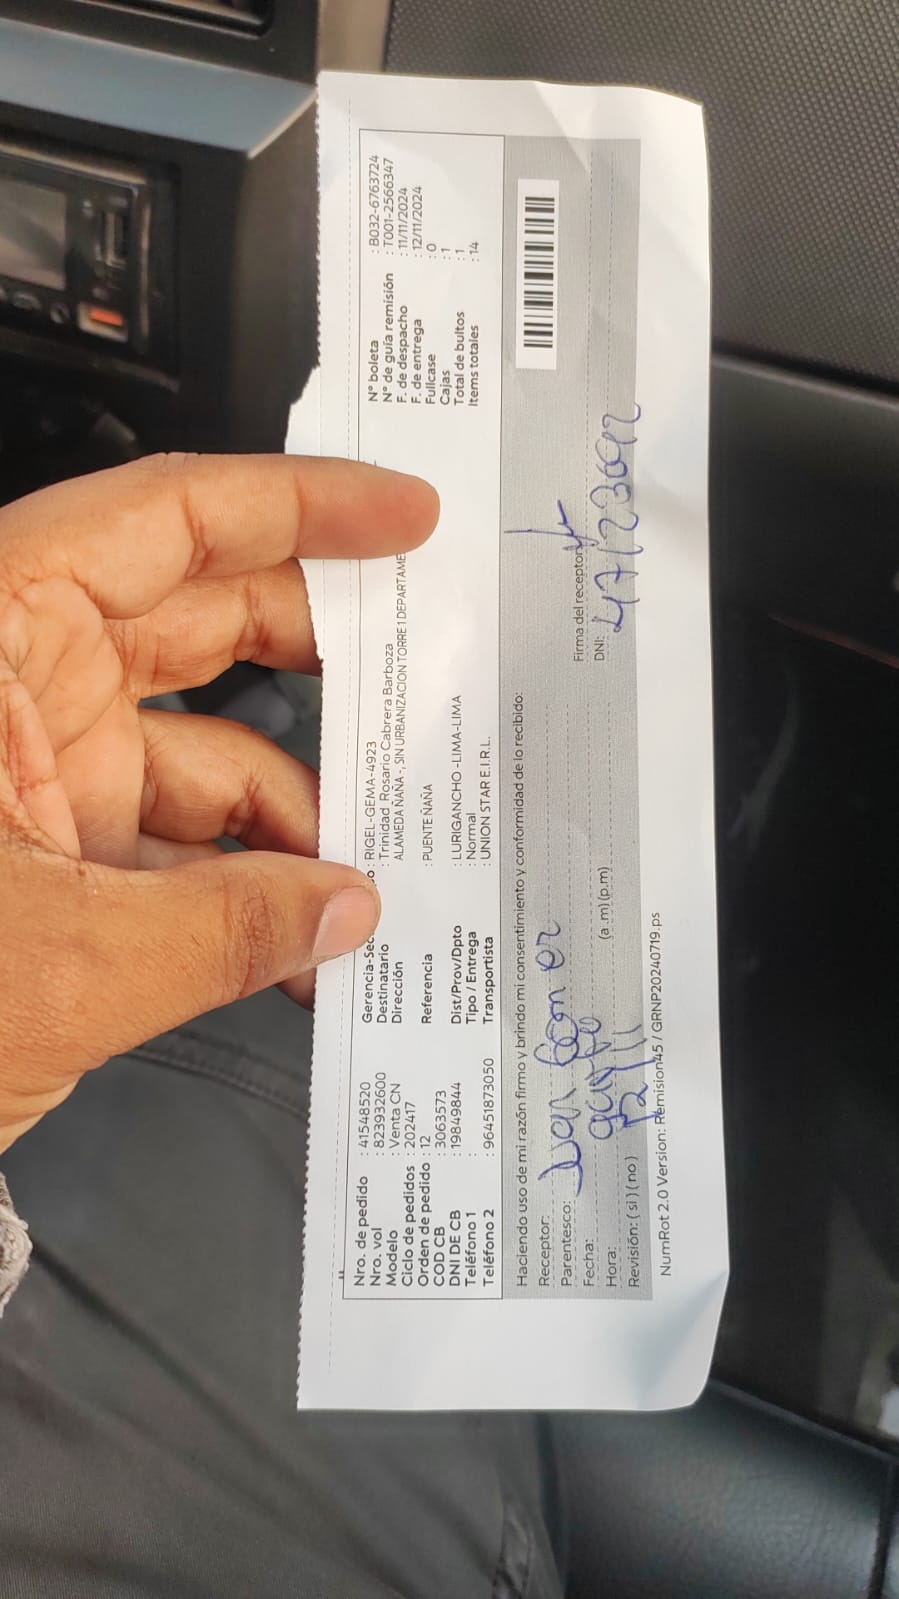 Nro. de pedido : 41548520
Nro. vol : 823932600
Modelo : Venta CN
Ciclo de pedidos : 202417
Orden de pedido : 12
COD CB : 3063573
DNI DE CB : 19849844
Teléfono 1 :
Teléfono 2 : 96451873050
Gerencia-Sec : RIGEL-GEMA-4923
Destinatario : Trinidad Rosario Cabrera Barboza
Dirección ALAMEDA ÑAÑA -, SIN URBANIZACION TORRE 1 DEPARTAME
Referencia : PUENTE ÑAÑA
Dist/Prov/Dpto : LURIGANCHO -LIMA-LIMA
Tipo / Entrega : Normal
Transportista : UNION STAR E.I.R.L.
N° boleta : B032-6763724
N° de guía remisión : T001-2566347
F. de despacho : 11/11/2024
F. de entrega : 12/11/2024
Fullcase : 0
Cajas : 1
Total de bultos : 1
Items totales : 14
Haciendo uso de mi razón firmo y brindo mi consentimiento y conformidad de lo recibido:
Receptor:
Parentesco:
Fecha: 12/11
Hora: (a .m) (p.m)
Revisión: ( si ) ( no )
Firma del receptor:
DNI:
NumRot 2.0 Version: Remision45 / GRNP20240719.ps